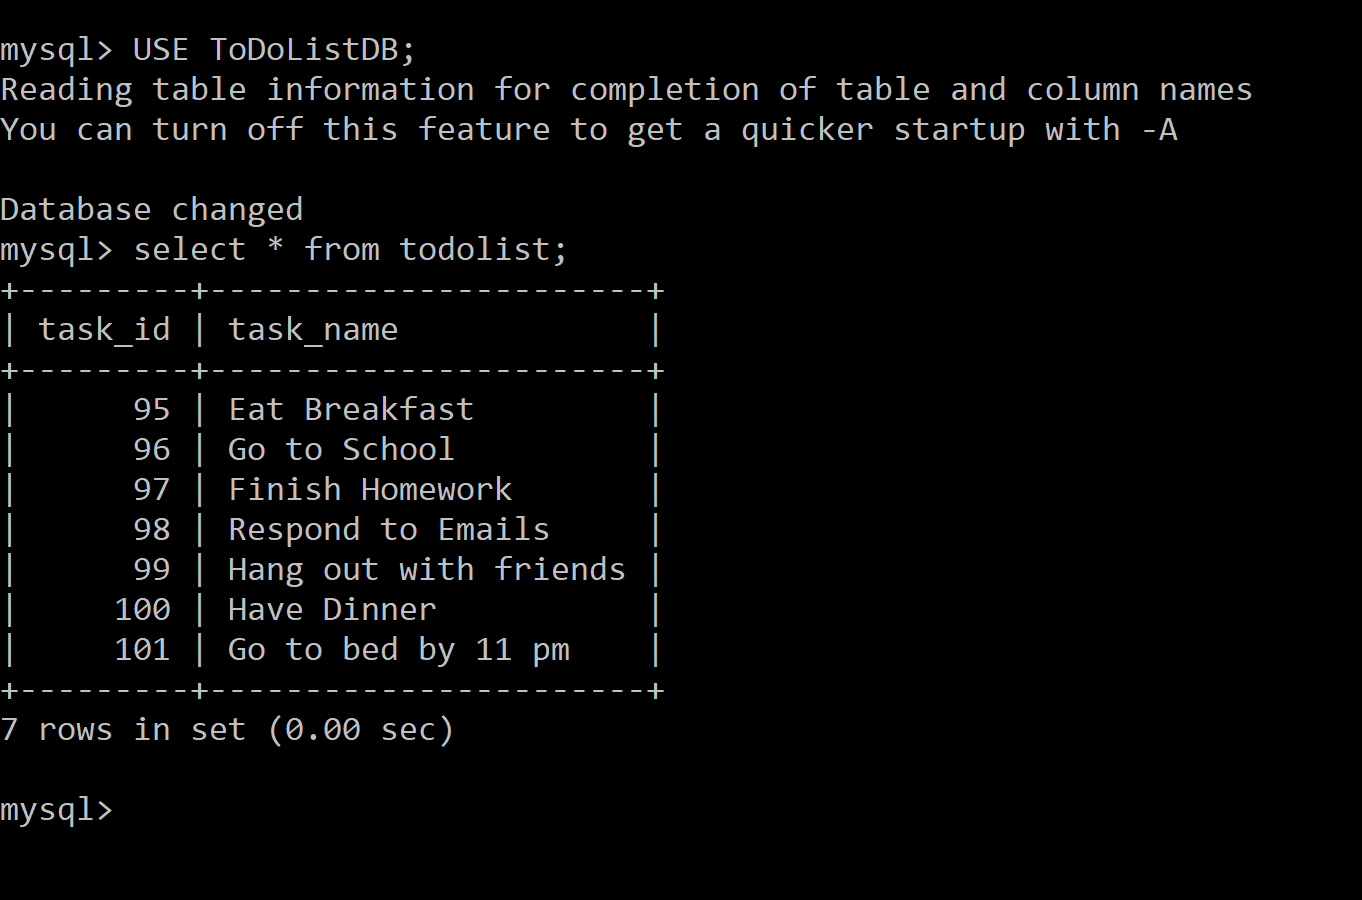 mysql> USE ToDoListDB;
Reading table information for completion of table and column names
You can turn off this feature to get a quicker startup with -A
Database changed
mysql> select * from todolist;
+---------+-----------------------+
| task_id | task_name             |
+---------+-----------------------+
|      95 | Eat Breakfast         |
|      96 | Go to School          |
|      97 | Finish Homework       |
|      98 | Respond to Emails     |
|      99 | Hang out with friends |
|     100 | Have Dinner           |
|     101 | Go to bed by 11 pm    |
+---------+-----------------------+
7 rows in set (0.00 sec)
mysql>